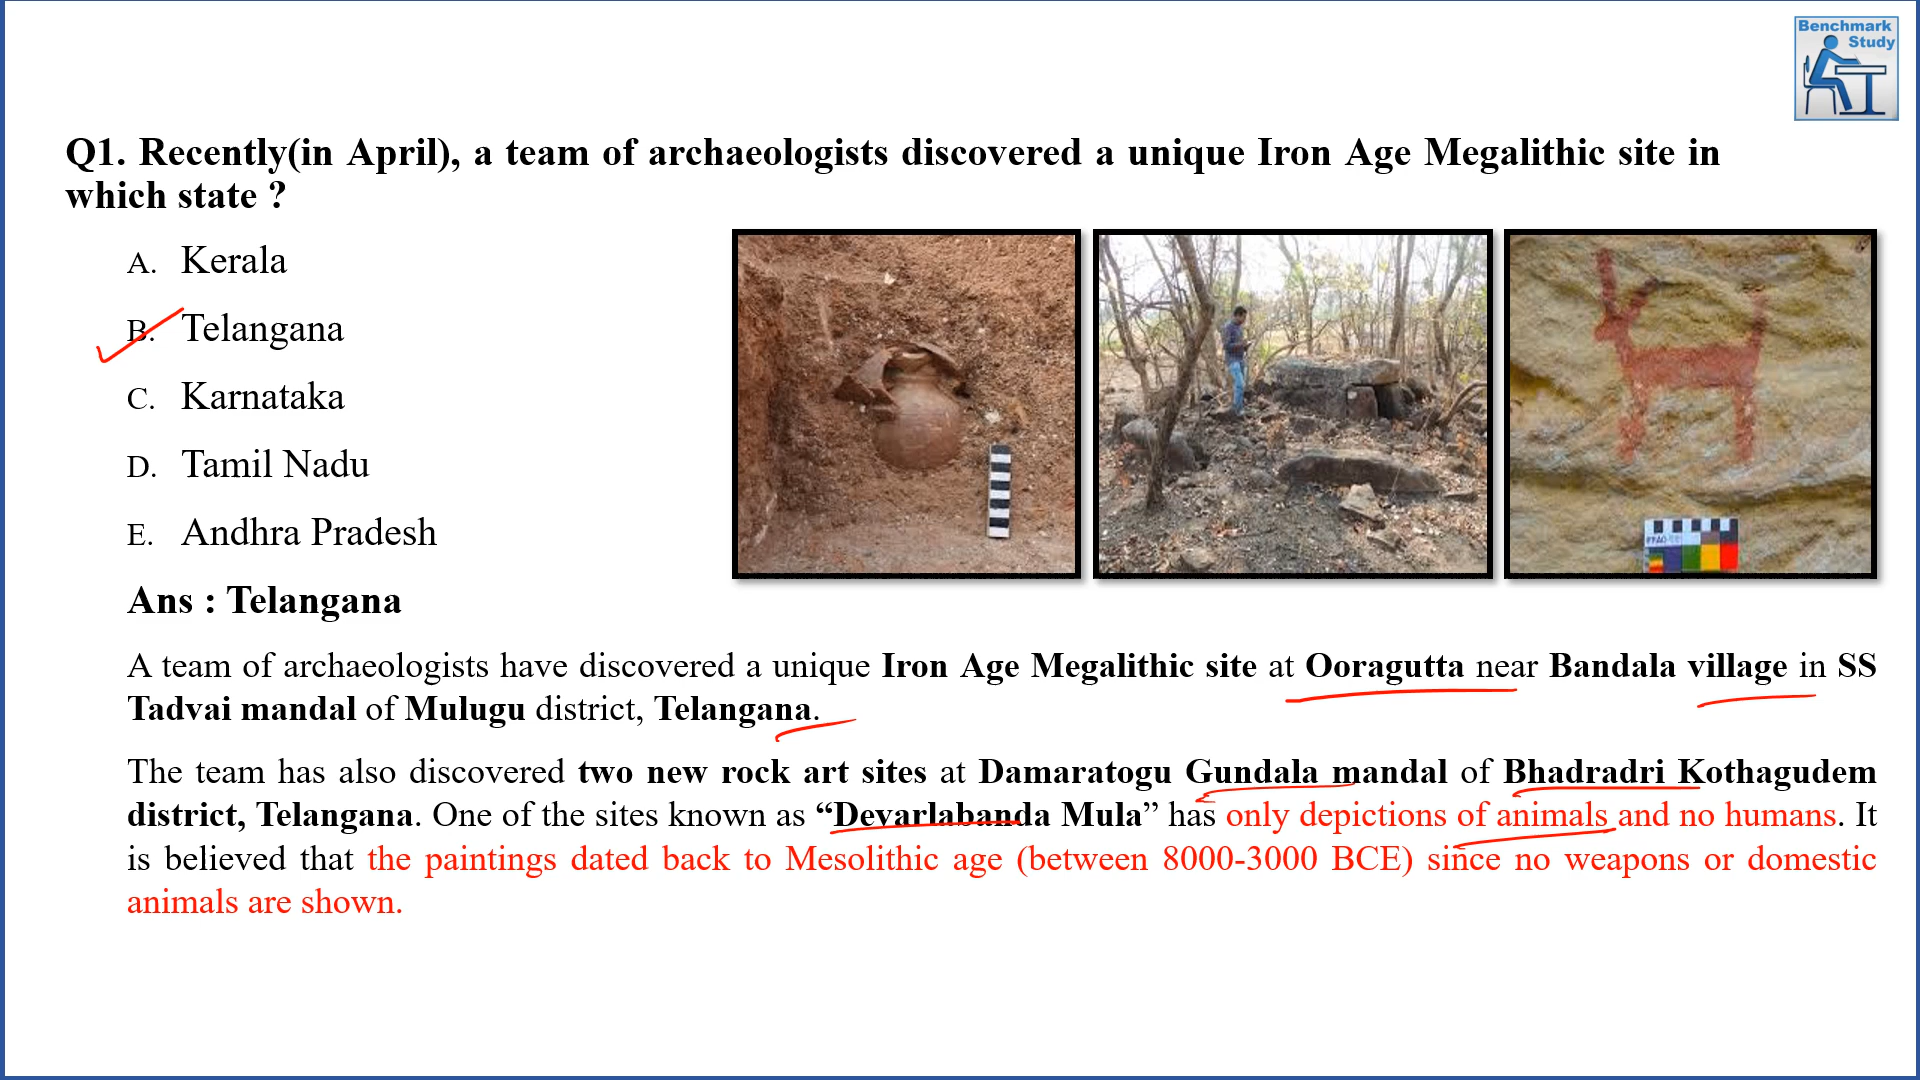 Benchmark
Study
Q1. Recently(in April), a team of archaeologists discovered a unique Iron Age Megalithic site in
which state ?
A. Kerala
B. Telangana
C. Karnataka
D. Tamil Nadu
E. Andhra Pradesh
Ans : Telangana
A team of archaeologists have discovered a unique Iron Age Megalithic site at Ooragutta near Bandala village in SS
Tadvai mandal of Mulugu district, Telangana.
The team has also discovered two new rock art sites at Damaratogu Gundala mandal of Bhadradri Kothagudem
district, Telangana. One of the sites known as “Devarlabanda Mula” has only depictions of animals and no humans. It
is believed that the paintings dated back to Mesolithic age (between 8000-3000 BCE) since no weapons or domestic
animals are shown.